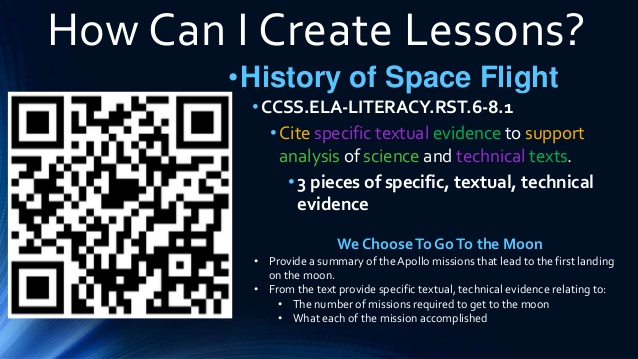 How Can I Create Lessons?
•History of Space Flight
•CCSS.ELA-LITERACY.RST.6-8.1
•Cite specific textual evidence to support
analysis of science and technical texts.
•3 pieces of specific, textual, technical
evidence
We Choose To Go To the Moon
• Provide a summary of the Apollo missions that lead to the first landing
on the moon.
• From the text provide specific textual, technical evidence relating to:
• The number of missions required to get to the moon
• What each of the mission accomplished